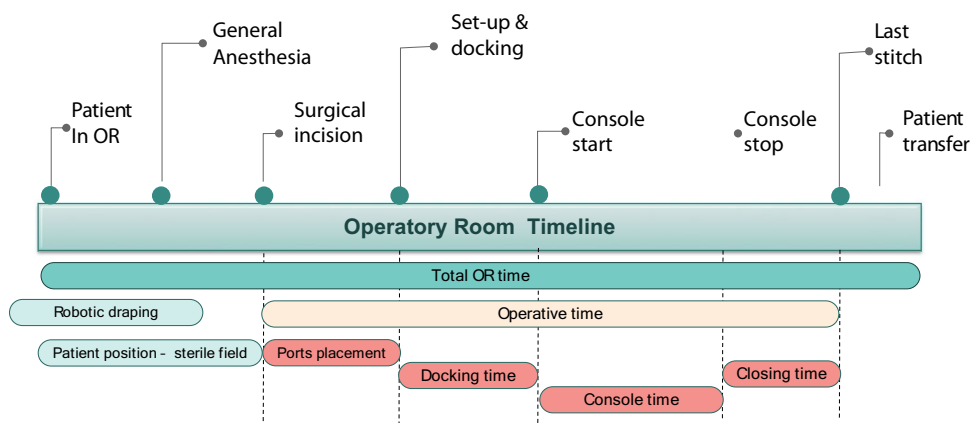 Patient
In OR
General
Anesthesia
Surgical
incision
Set-up &
docking
Console
start
Console
stop
Last
stitch
Patient
transfer
Operatory Room Timeline
Total OR time
Robotic draping
Operative time
Patient position - sterile field
Ports placement
Docking time
Console time
Closing time